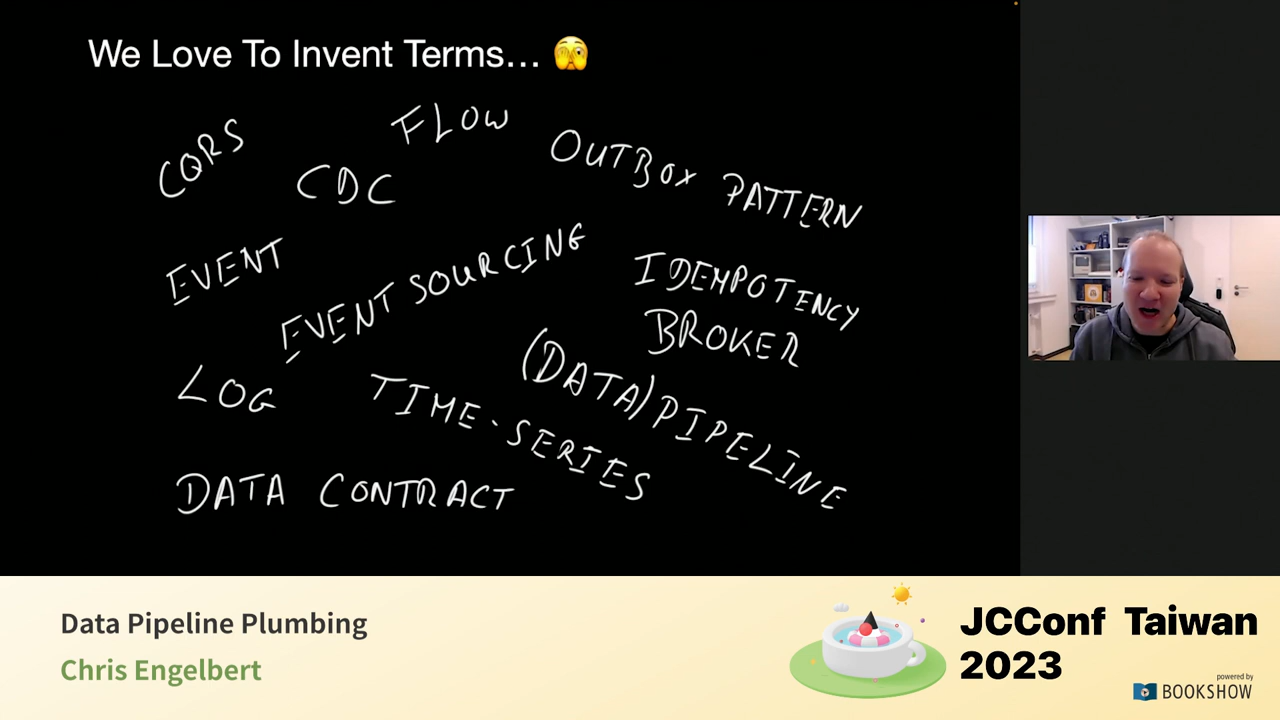 We Love To Invent Terms... 🫣
FLOW
CQRS
CDC
OUTBOX PATTERN
EVENT
EVENT SOURCING
IDEMPOTENCY
BROKER
LOG
TIME-SERIES
(DATA) PIPELINE
DATA CONTRACT
Data Pipeline Plumbing
Chris Engelbert
JCConf Taiwan
2023
powered by
BOOKSHOW